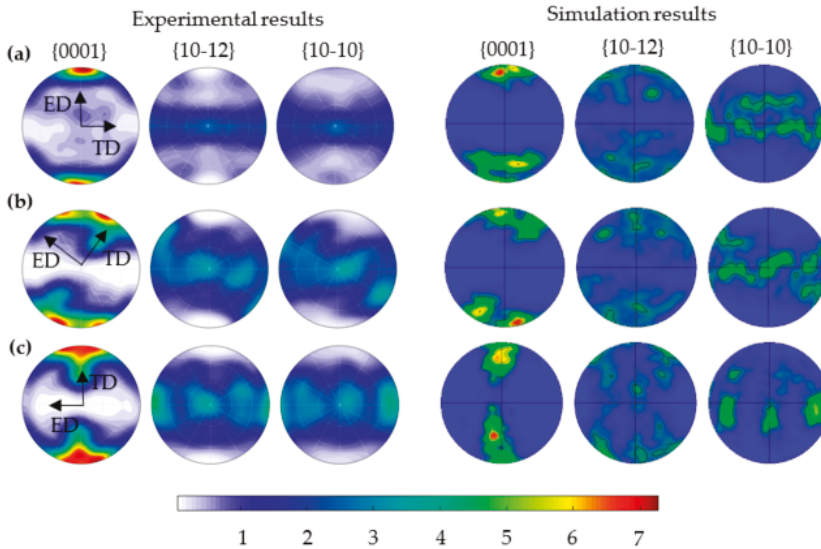 Experimental results Simulation results
{0001} {10-12} {10-10} {0001} {10-12} {10-10}
(a)
ED
TD
(b)
ED TD
(c)
TD
ED
1 2 3 4 5 6 7